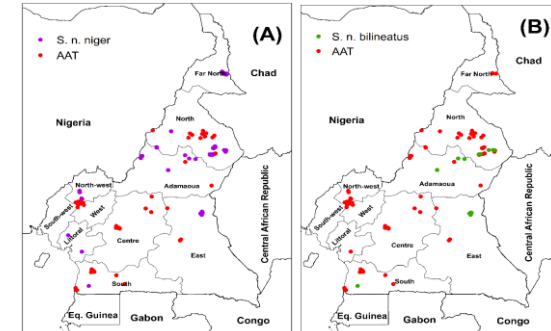 (A)
S. n. niger
AAT
Far North
Chad
North
Nigeria
Adamaoua
North-west
South-west
West
Littoral
Centre
East
South
Central African Republic
Eq. Guinea
Gabon
Congo
(B)
S. n. bilineatus
AAT
Far North
Chad
North
Nigeria
Adamaoua
North-west
South-west
West
Littoral
Centre
East
South
Central African Republic
Eq. Guinea
Gabon
Congo